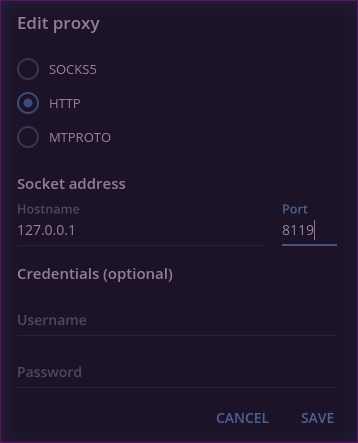 Edit proxy
SOCKS5
HTTP
MTPROTO
Socket address
Hostname Port
127.0.0.1 8119
Credentials (optional)
Username
Password
CANCEL SAVE